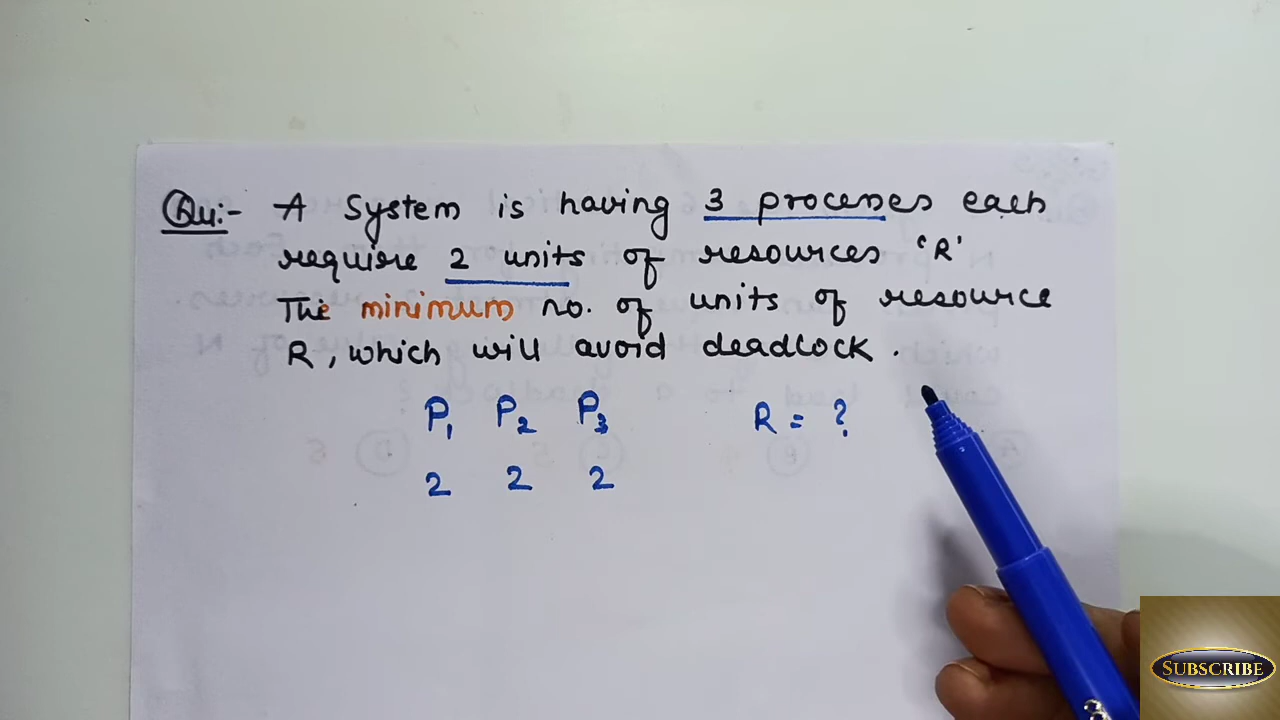 Qu:- A System is having 3 processes each
require 2 units of resources 'R'
The minimum no. of units of resource
R, which will avoid deadlock.
P1 P2 P3 R = ?
2 2 2
SUBSCRIBE